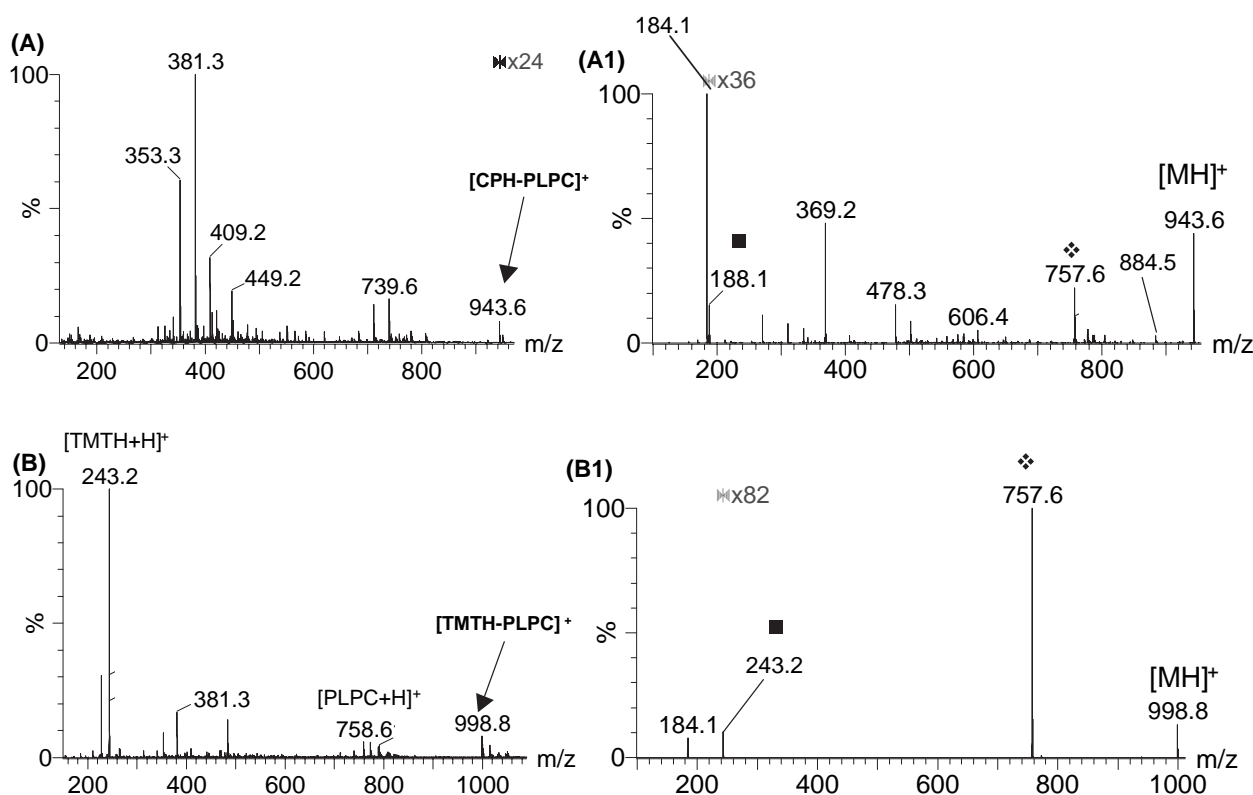 (A)
381.3
x24
100
353.3
[CPH-PLPC]+
%
409.2
449.2
739.6
943.6
0
200 400 600 800
m/z
184.1
(A1)
x36
100
[MH]+
%
369.2
943.6
188.1
757.6
884.5
478.3
606.4
0
200 400 600 800
m/z
[TMTH+H]+
(B)
243.2
100
%
[TMTH-PLPC] +
[PLPC+H]+
381.3
758.6
998.8
0
200 400 600 800
m/z
(B1)
x82
757.6
100
%
243.2
[MH]+
184.1
998.8
0
200 400 600 800 1000
m/z